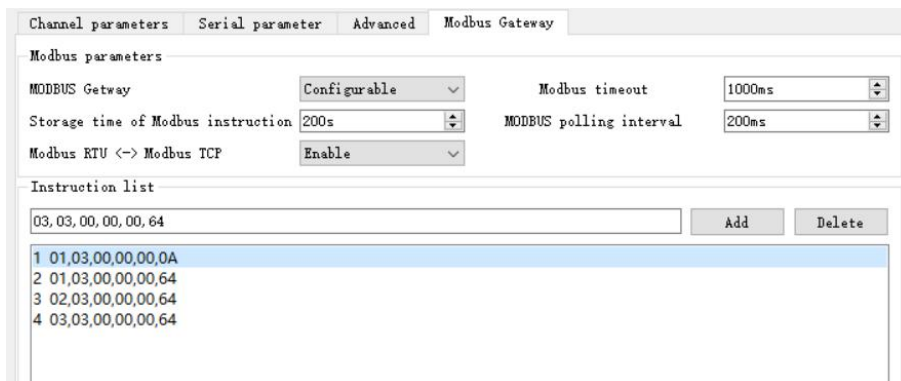 Channel parameters Serial parameter Advanced Modbus Gateway
Modbus parameters
MODBUS Getway Configurable Modbus timeout 1000ms
Storage time of Modbus instruction 200s MODBUS polling interval 200ms
Modbus RTU <-> Modbus TCP Enable
Instruction list
03, 03, 00, 00, 00, 64 Add Delete
1 01,03,00,00,00,0A
2 01,03,00,00,00,64
3 02,03,00,00,00,64
4 03,03,00,00,00,64